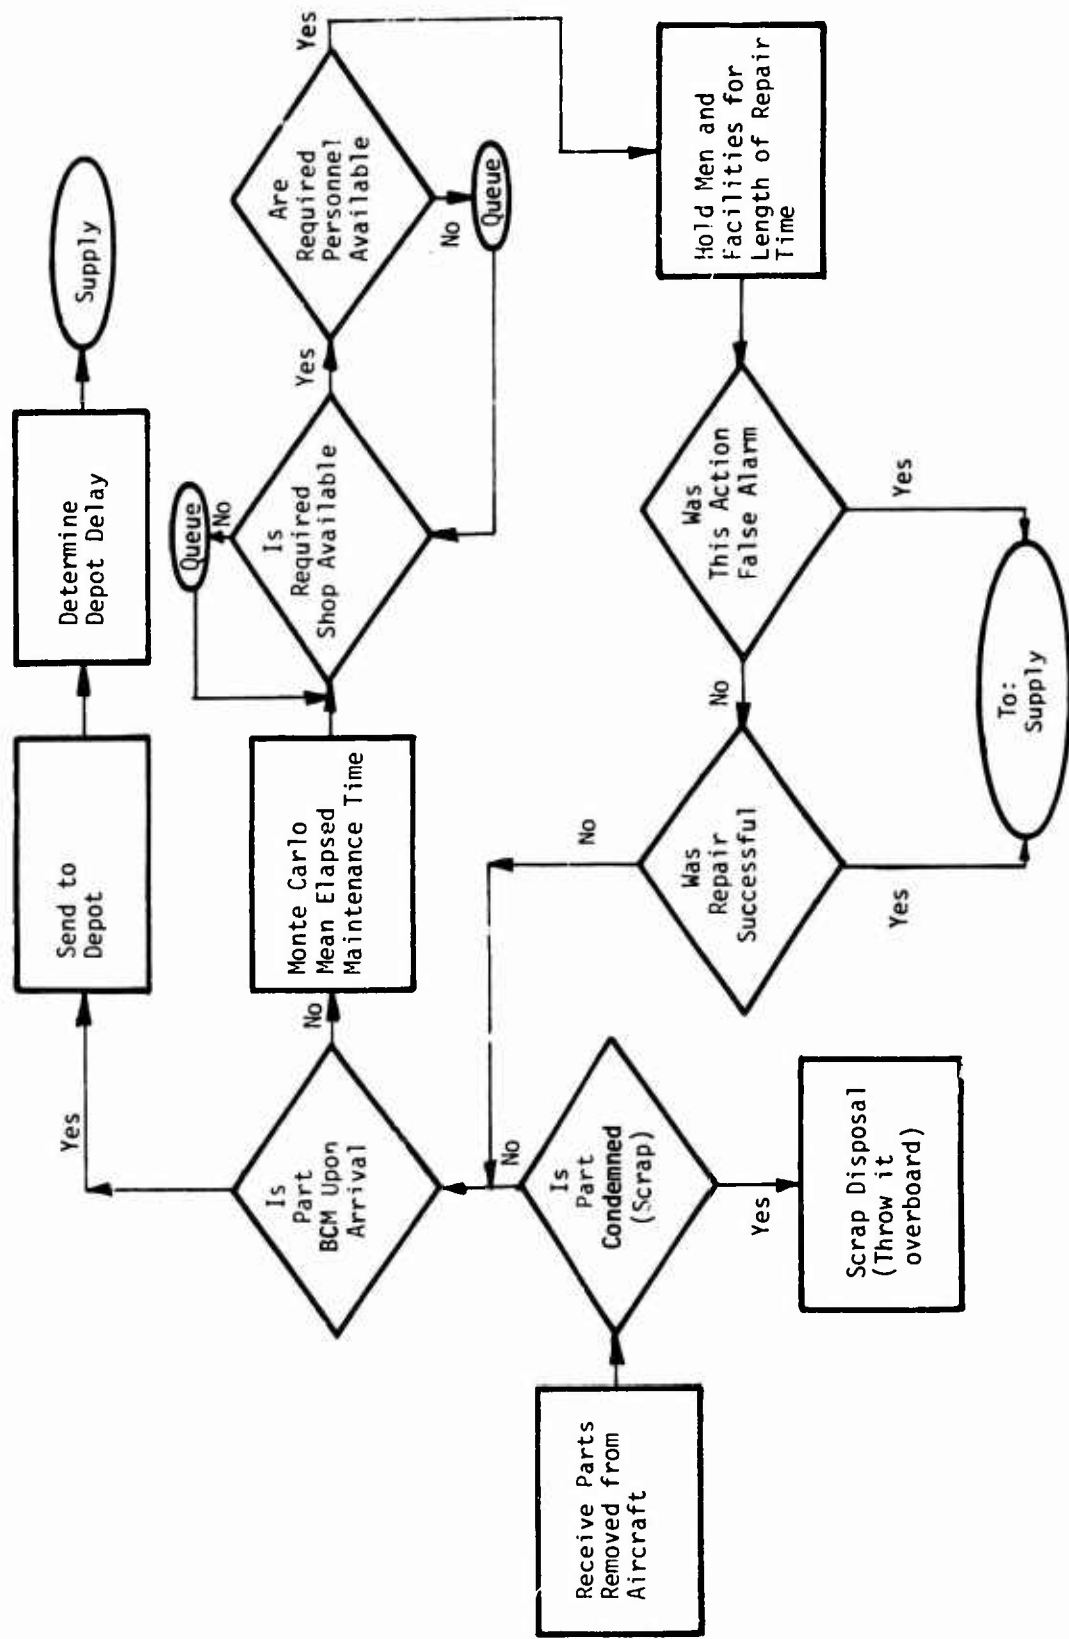 Receive Parts
Removed from
Aircraft
Is
Part
Condemned
(Scrap)
Yes
Scrap Disposal
(Throw it
overboard)
No
Is
Part
BCM Upon
Arrival
Yes
Send to
Depot
Determine
Depot Delay
Supply
No
Monte Carlo
Mean Elapsed
Maintenance Time
Is
Required
Shop Available
No
Queue
Yes
Are
Required
Personnel
Available
No
Queue
Yes
Hold Men and
Facilities for
Length of Repair
Time
Was
This Action
False Alarm
Yes
No
Was
Repair
Successful
No
Yes
To:
Supply